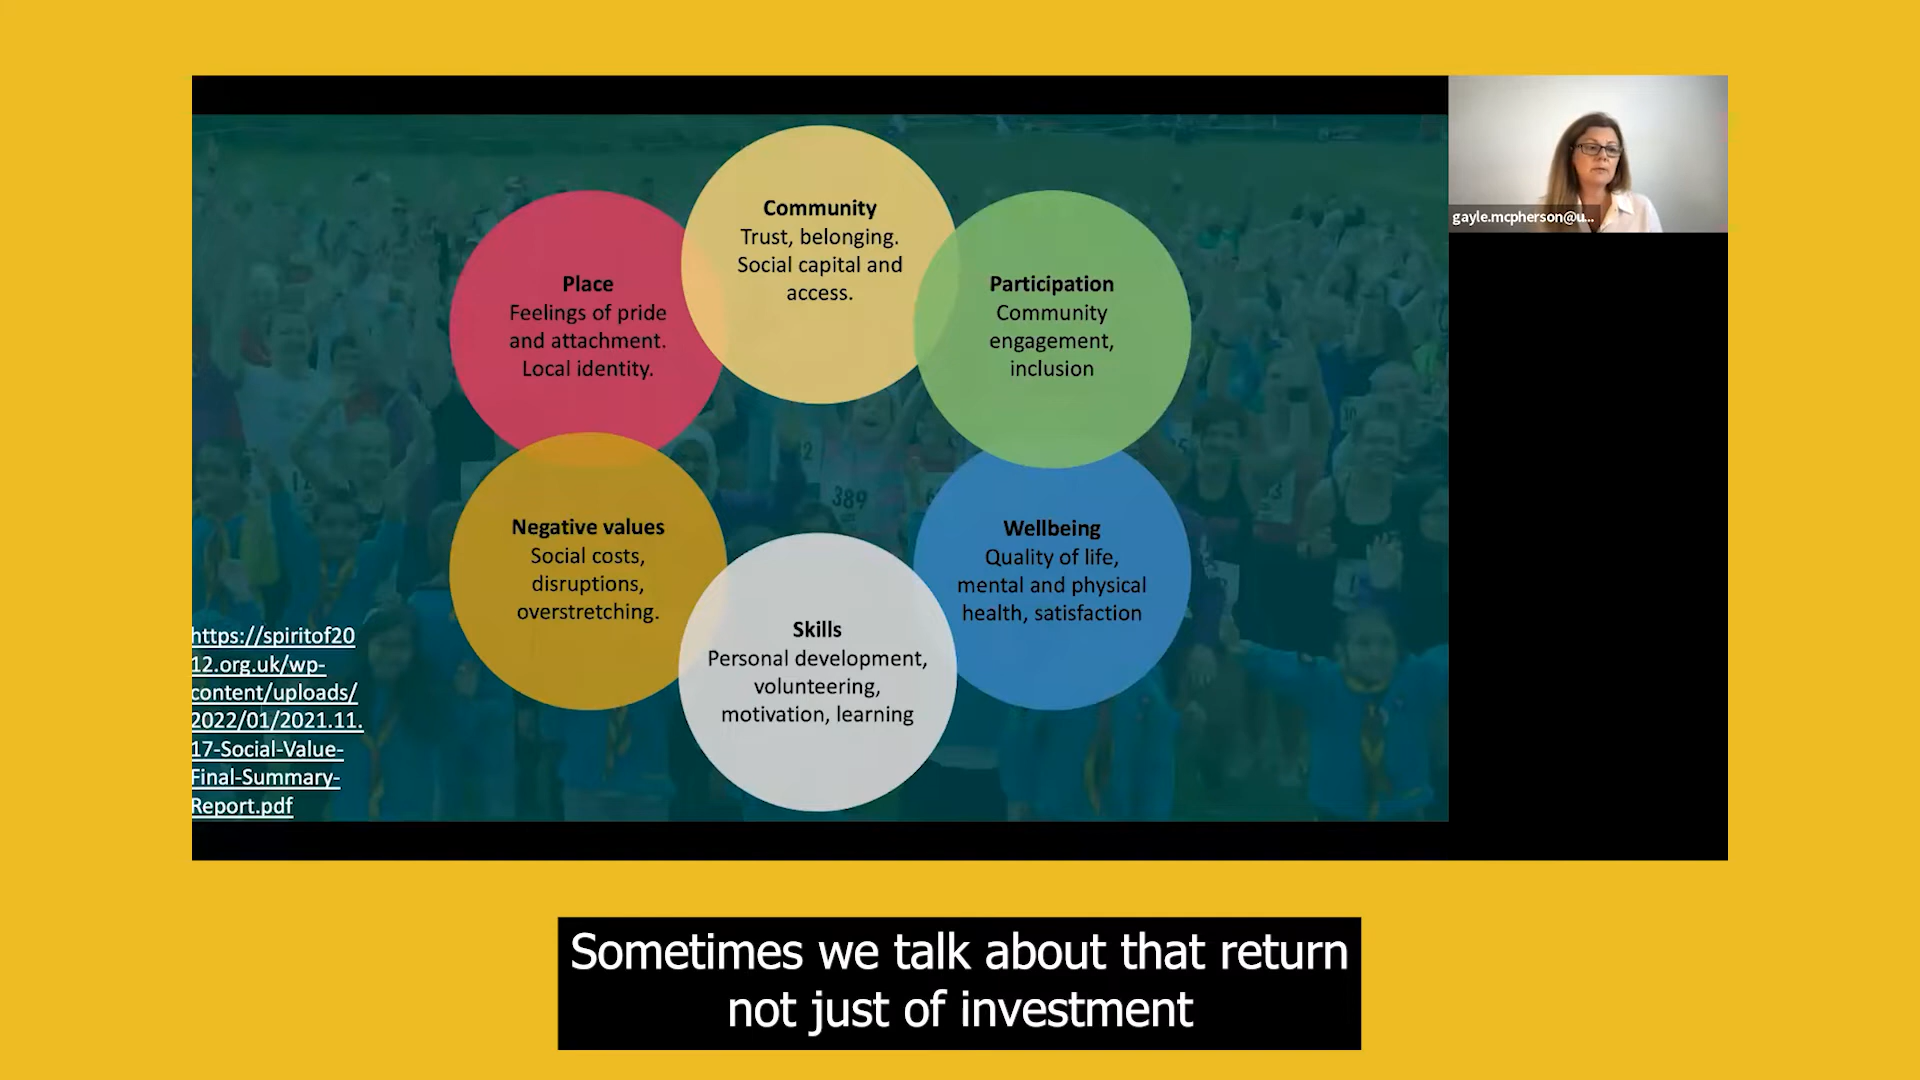 Community
Trust, belonging.
Social capital and
access.
Place
Feelings of pride
and attachment.
Local identity.
Participation
Community
engagement,
inclusion
Negative values
Social costs,
disruptions,
overstretching.
Wellbeing
Quality of life,
mental and physical
health, satisfaction
Skills
Personal development,
volunteering,
motivation, learning
https://spiritof20
12.org.uk/wp-
content/uploads/
2022/01/2021.11.
17-Social-Value-
Final-Summary-
Report.pdf
389
gayle.mcpherson@u...
Sometimes we talk about that return
not just of investment